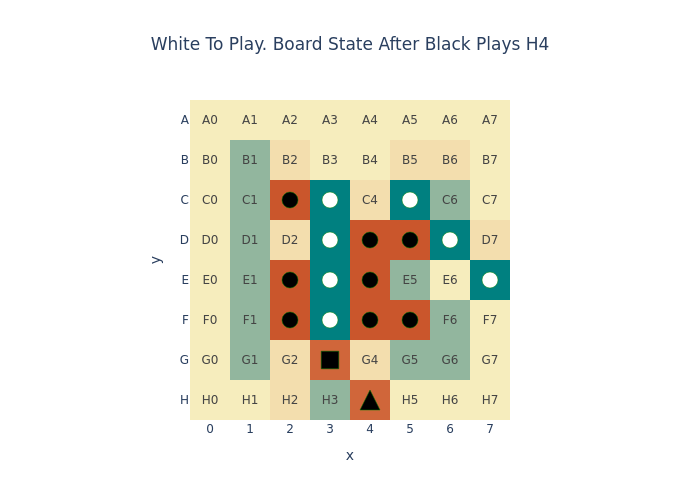 White To Play. Board State After Black Plays H4
A A0 A1 A2 A3 A4 A5 A6 A7
B B0 B1 B2 B3 B4 B5 B6 B7
C C0 C1 C4 C6 C7
D D0 D1 D2 D7
E E0 E1 E5 E6
F F0 F1 F6 F7
G G0 G1 G2 G4 G5 G6 G7
H H0 H1 H2 H3 H5 H6 H7
0 1 2 3 4 5 6 7
x
y